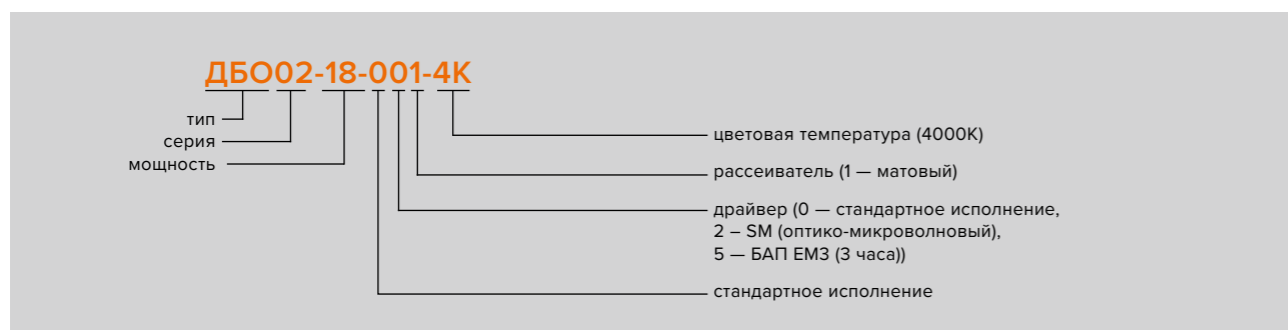 ДБО02-18-001-4К
тип
серия
мощность
цветовая температура (4000К)
рассеиватель (1 — матовый)
драйвер (0 — стандартное исполнение,
2 – SM (оптико-микроволновый),
5 — БАП ЕМ3 (3 часа))
стандартное исполнение